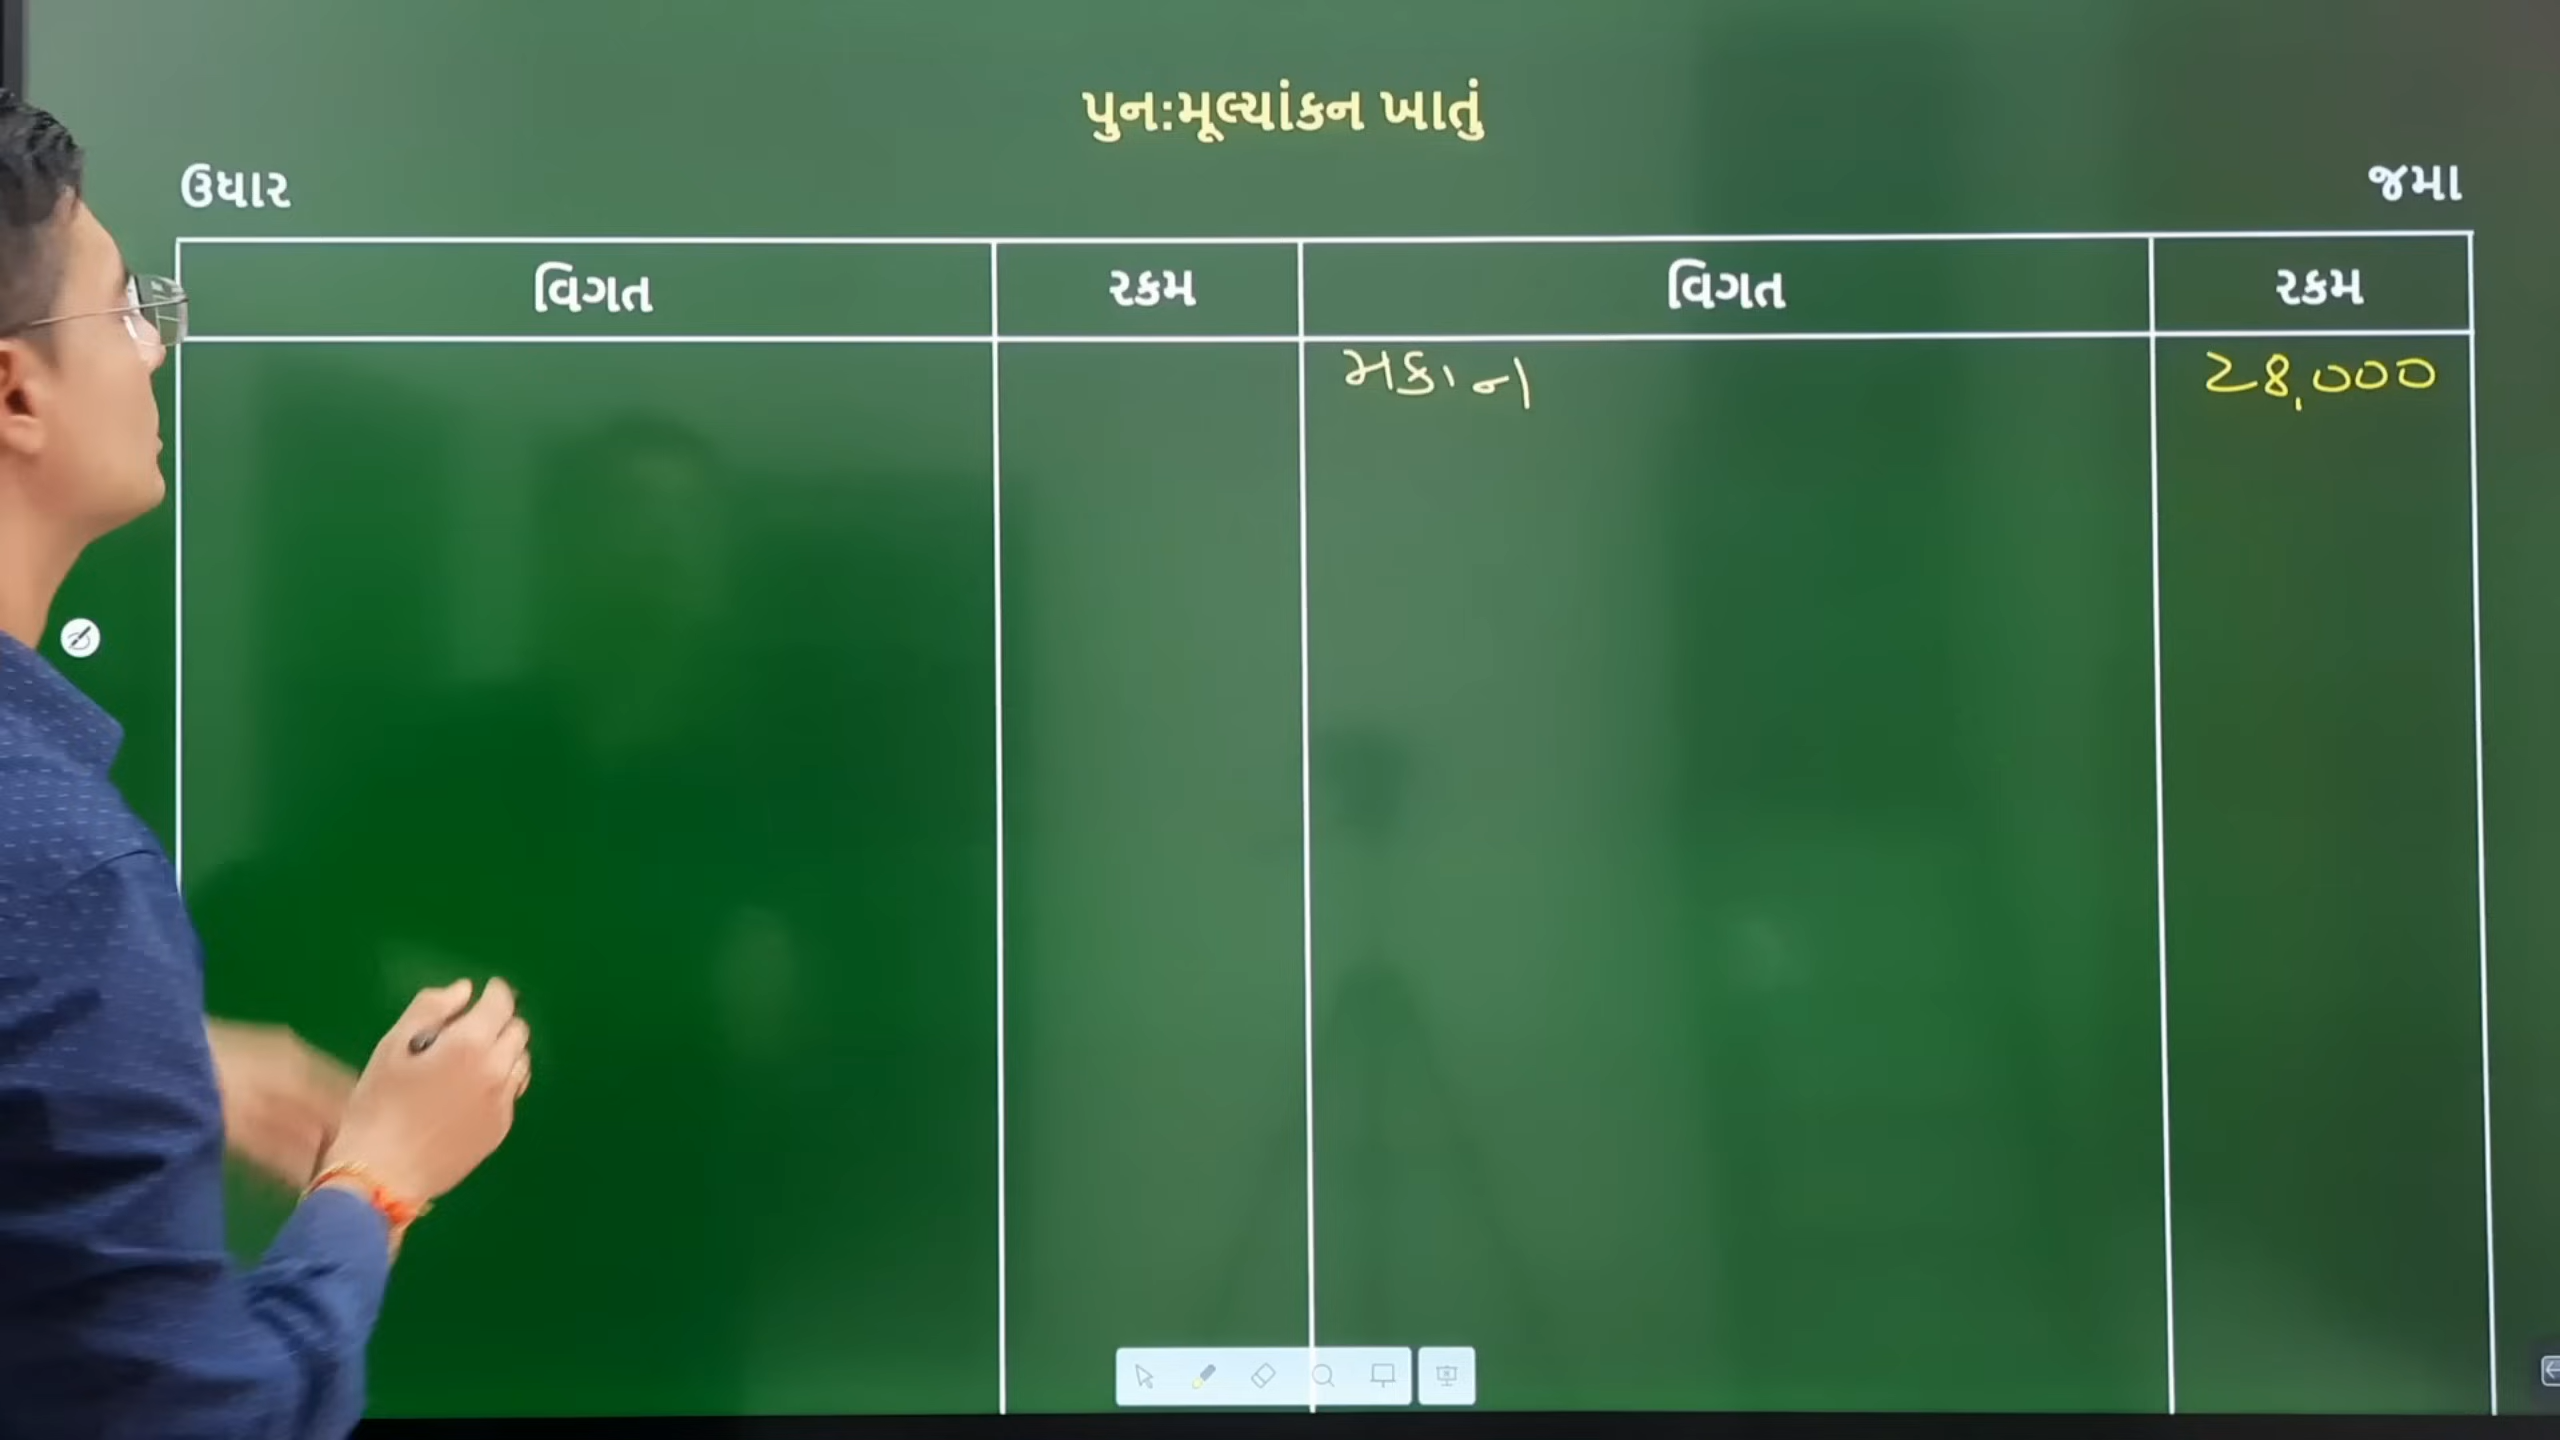 પુનઃમૂલ્યાંકન ખાતું
ઉધાર જમા
વિગત રકમ વિગત રકમ
મકાન 28,000